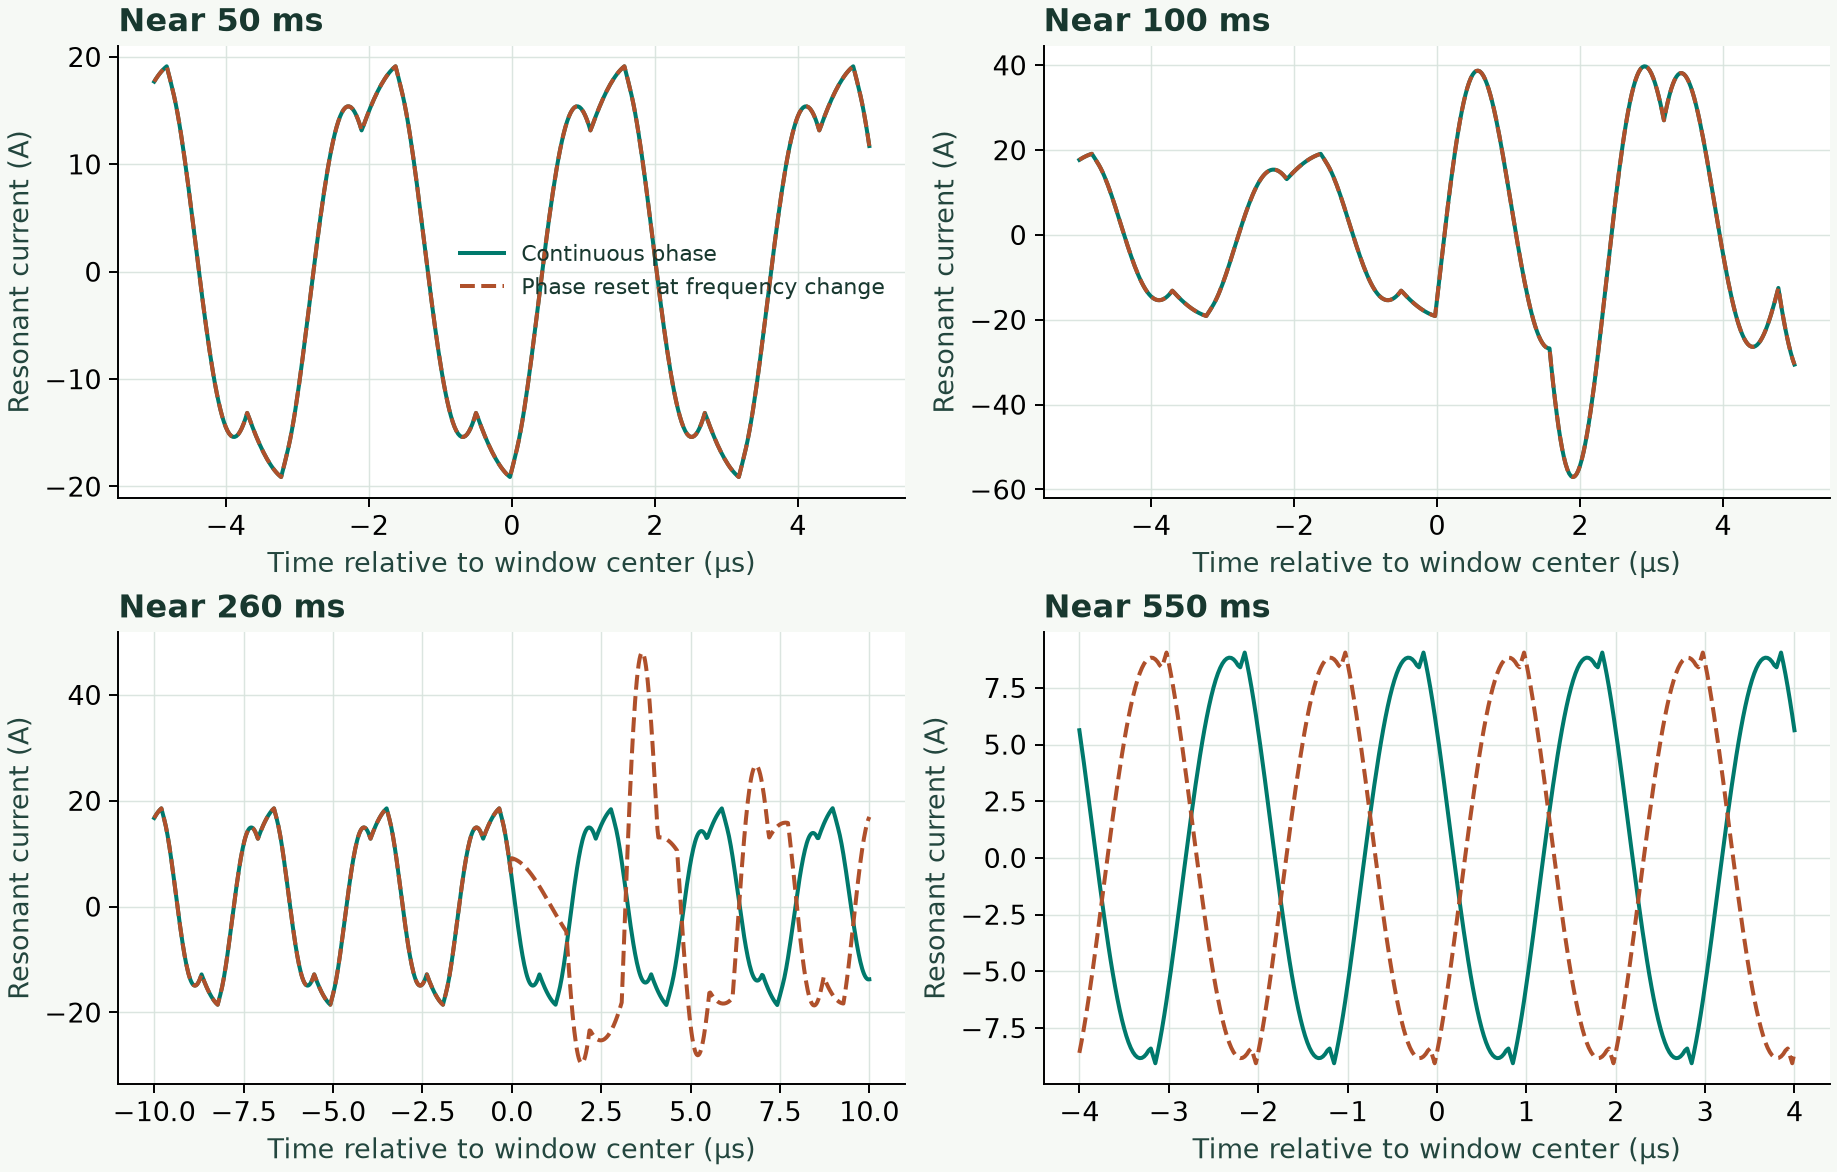 Near 50 ms
20
10
0
−10
−20
Resonant current (A)
Continuous phase
Phase reset at frequency change
−4 −2 0 2 4
Time relative to window center (µs)
Near 100 ms
40
20
0
−20
−40
−60
Resonant current (A)
−4 −2 0 2 4
Time relative to window center (µs)
Near 260 ms
40
20
0
−20
Resonant current (A)
−10.0 −7.5 −5.0 −2.5 0.0 2.5 5.0 7.5 10.0
Time relative to window center (µs)
Near 550 ms
7.5
5.0
2.5
0.0
−2.5
−5.0
−7.5
Resonant current (A)
−4 −3 −2 −1 0 1 2 3 4
Time relative to window center (µs)